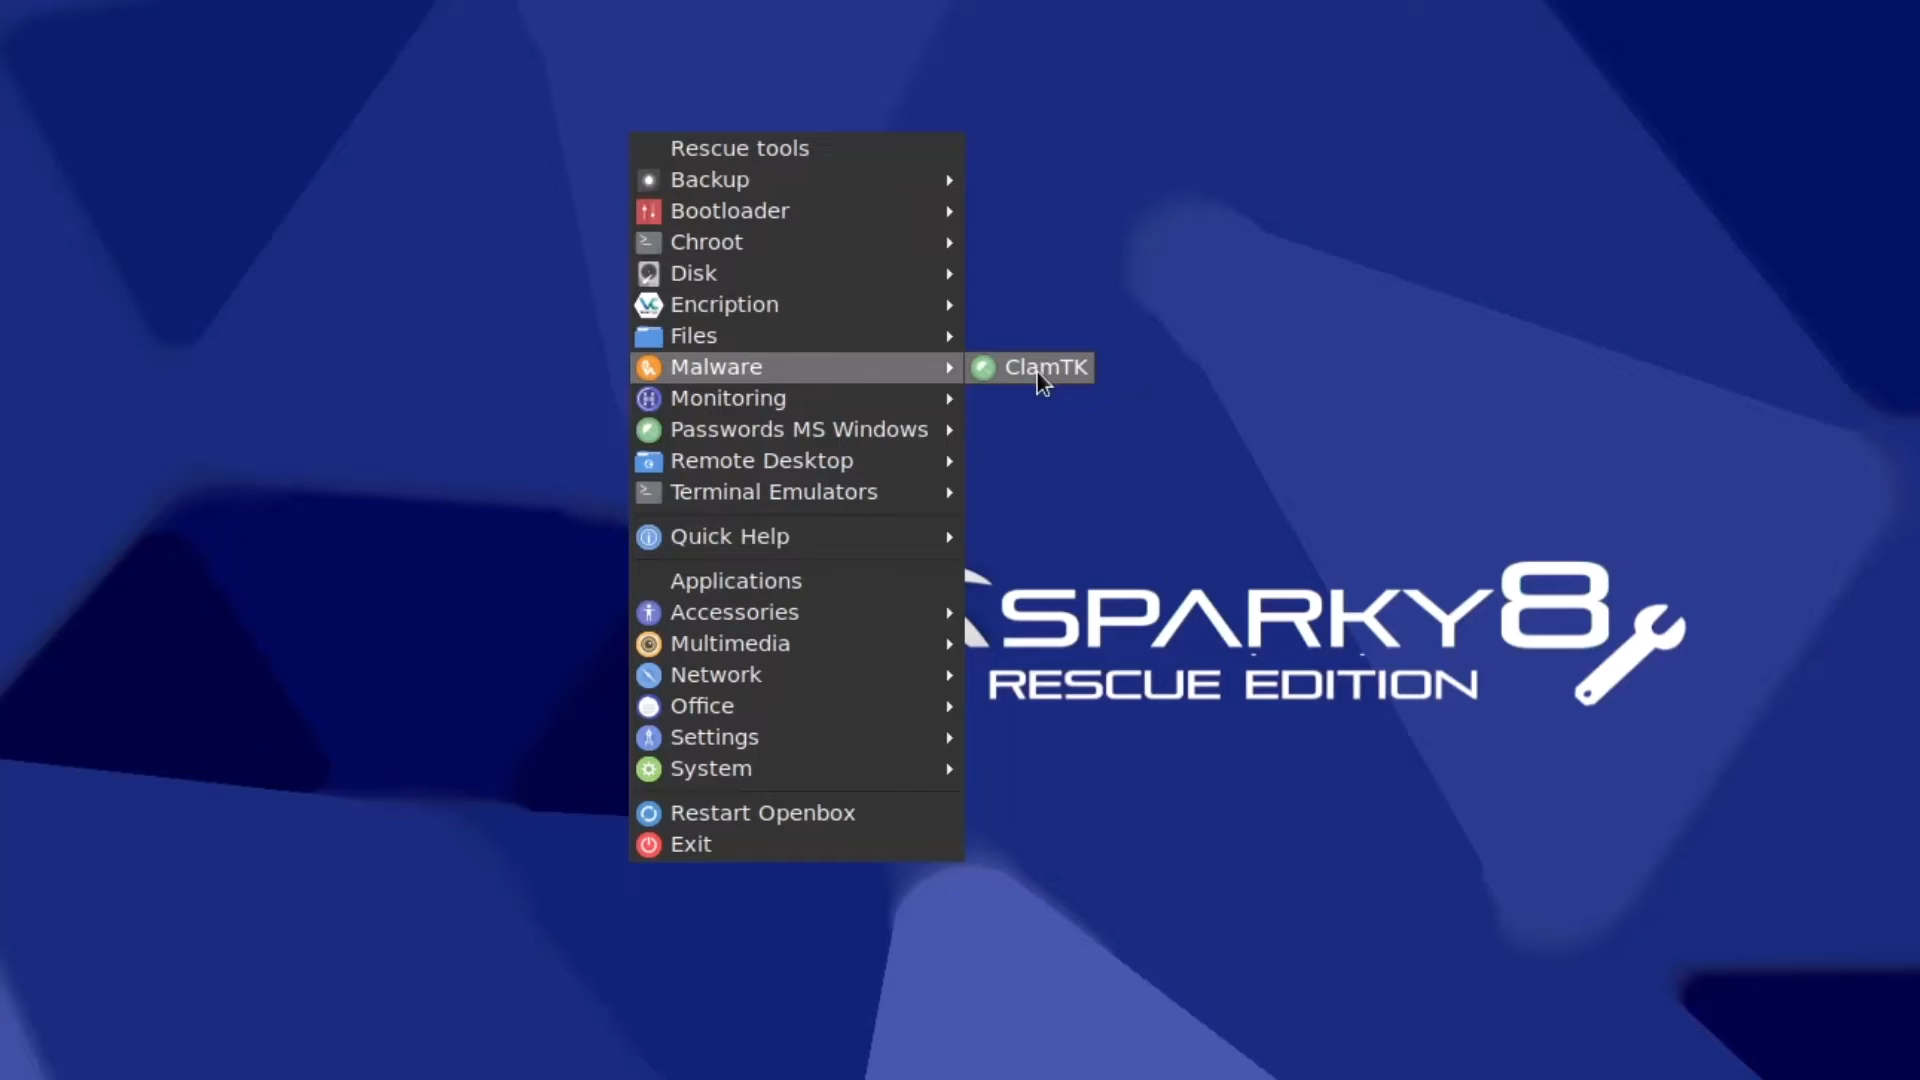 Rescue tools
Backup
Bootloader
Chroot
Disk
Encription
Files
Malware
ClamTK
Monitoring
Passwords MS Windows
Remote Desktop
Terminal Emulators
Quick Help
Applications
Accessories
Multimedia
Network
Office
Settings
System
Restart Openbox
Exit
SPARKY8
RESCUE EDITION